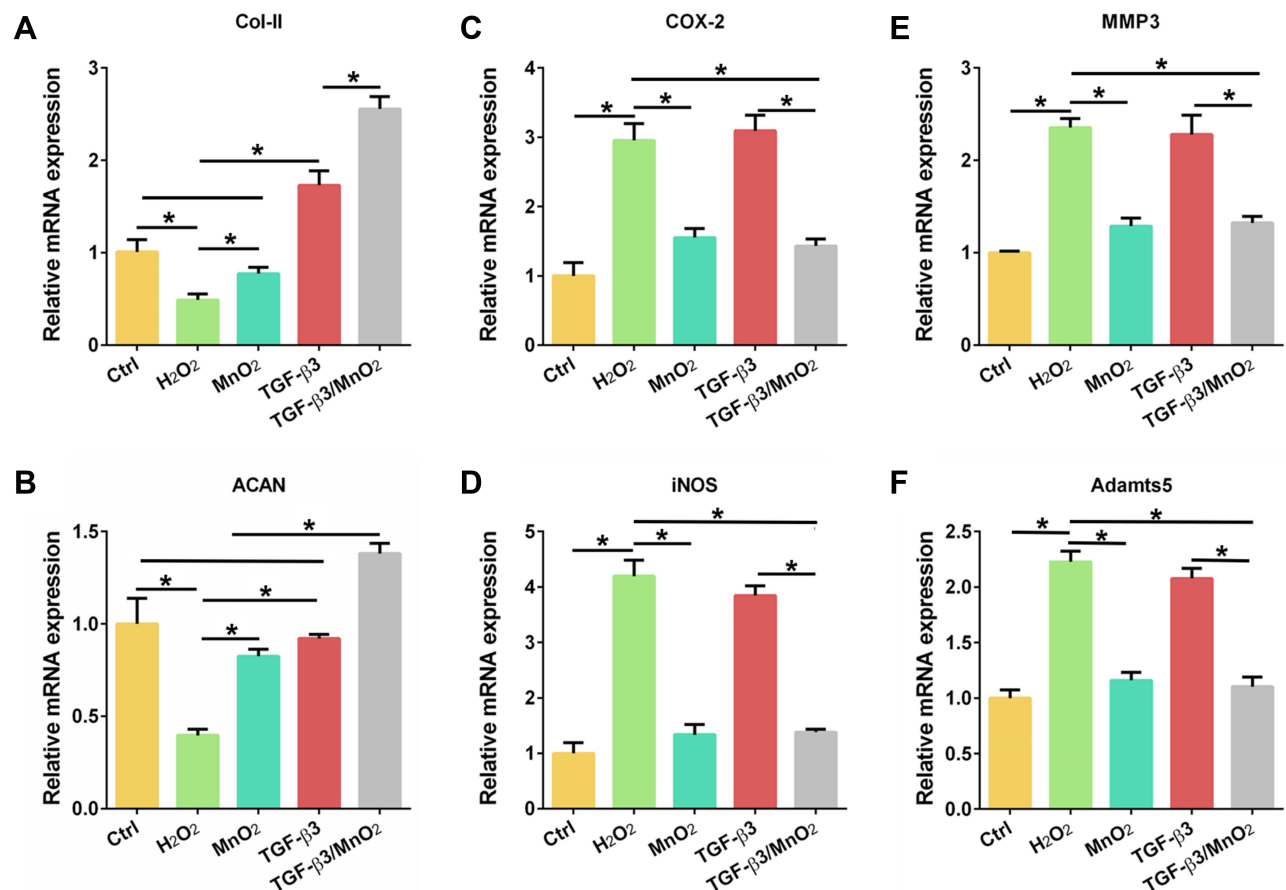 A
Col-II
Relative mRNA expression
3
2
1
0
*
*
*
*
Ctrl
H₂O₂
MnO₂
TGF-β3
TGF-β3/MnO₂
C
COX-2
Relative mRNA expression
4
3
2
1
0
*
*
*
*
Ctrl
H₂O₂
MnO₂
TGF-β3
TGF-β3/MnO₂
E
MMP3
Relative mRNA expression
3
2
1
0
*
*
*
*
Ctrl
H₂O₂
MnO₂
TGF-β3
TGF-β3/MnO₂
B
ACAN
Relative mRNA expression
1.5
1.0
0.5
0.0
*
*
*
*
Ctrl
H₂O₂
MnO₂
TGF-β3
TGF-β3/MnO₂
D
iNOS
Relative mRNA expression
5
4
3
2
1
0
*
*
*
*
Ctrl
H₂O₂
MnO₂
TGF-β3
TGF-β3/MnO₂
F
Adamts5
Relative mRNA expression
2.5
2.0
1.5
1.0
0.5
0.0
*
*
*
*
Ctrl
H₂O₂
MnO₂
TGF-β3
TGF-β3/MnO₂